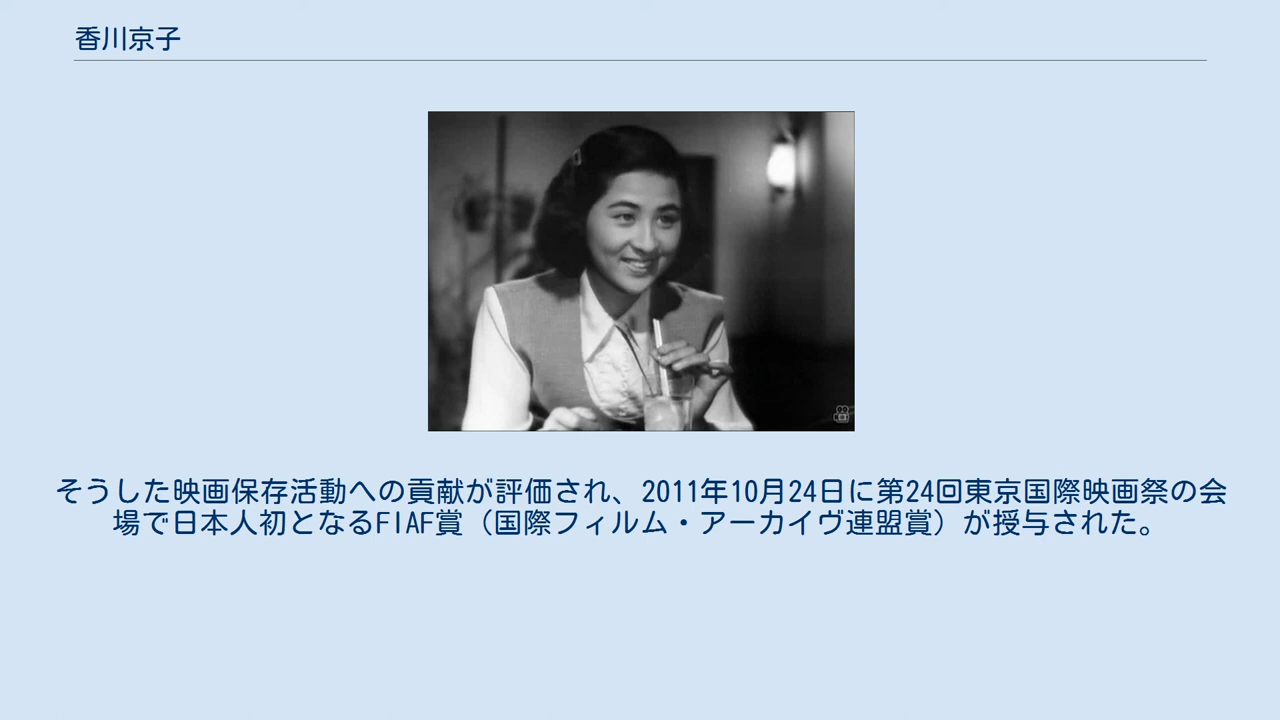 香川京子
そうした映画保存活動への貢献が評価され、2011年10月24日に第24回東京国際映画祭の会
場で日本人初となるFIAF賞（国際フィルム・アーカイヴ連盟賞）が授与された。